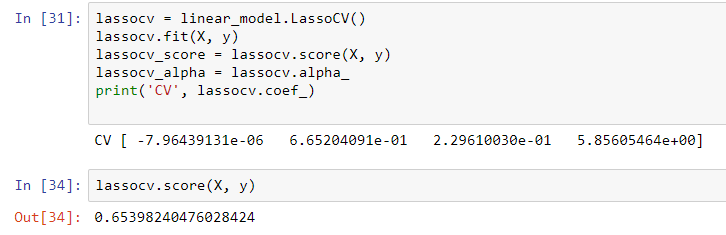 In [31]: lassocv = linear_model.LassoCV()
lassocv.fit(X, y)
lassocv_score = lassocv.score(X, y)
lassocv_alpha = lassocv.alpha_
print('CV', lassocv.coef_)
CV [ -7.96439131e-06   6.65204091e-01   2.29610030e-01   5.85605464e+00]
In [34]: lassocv.score(X, y)
Out[34]: 0.65398240476028424